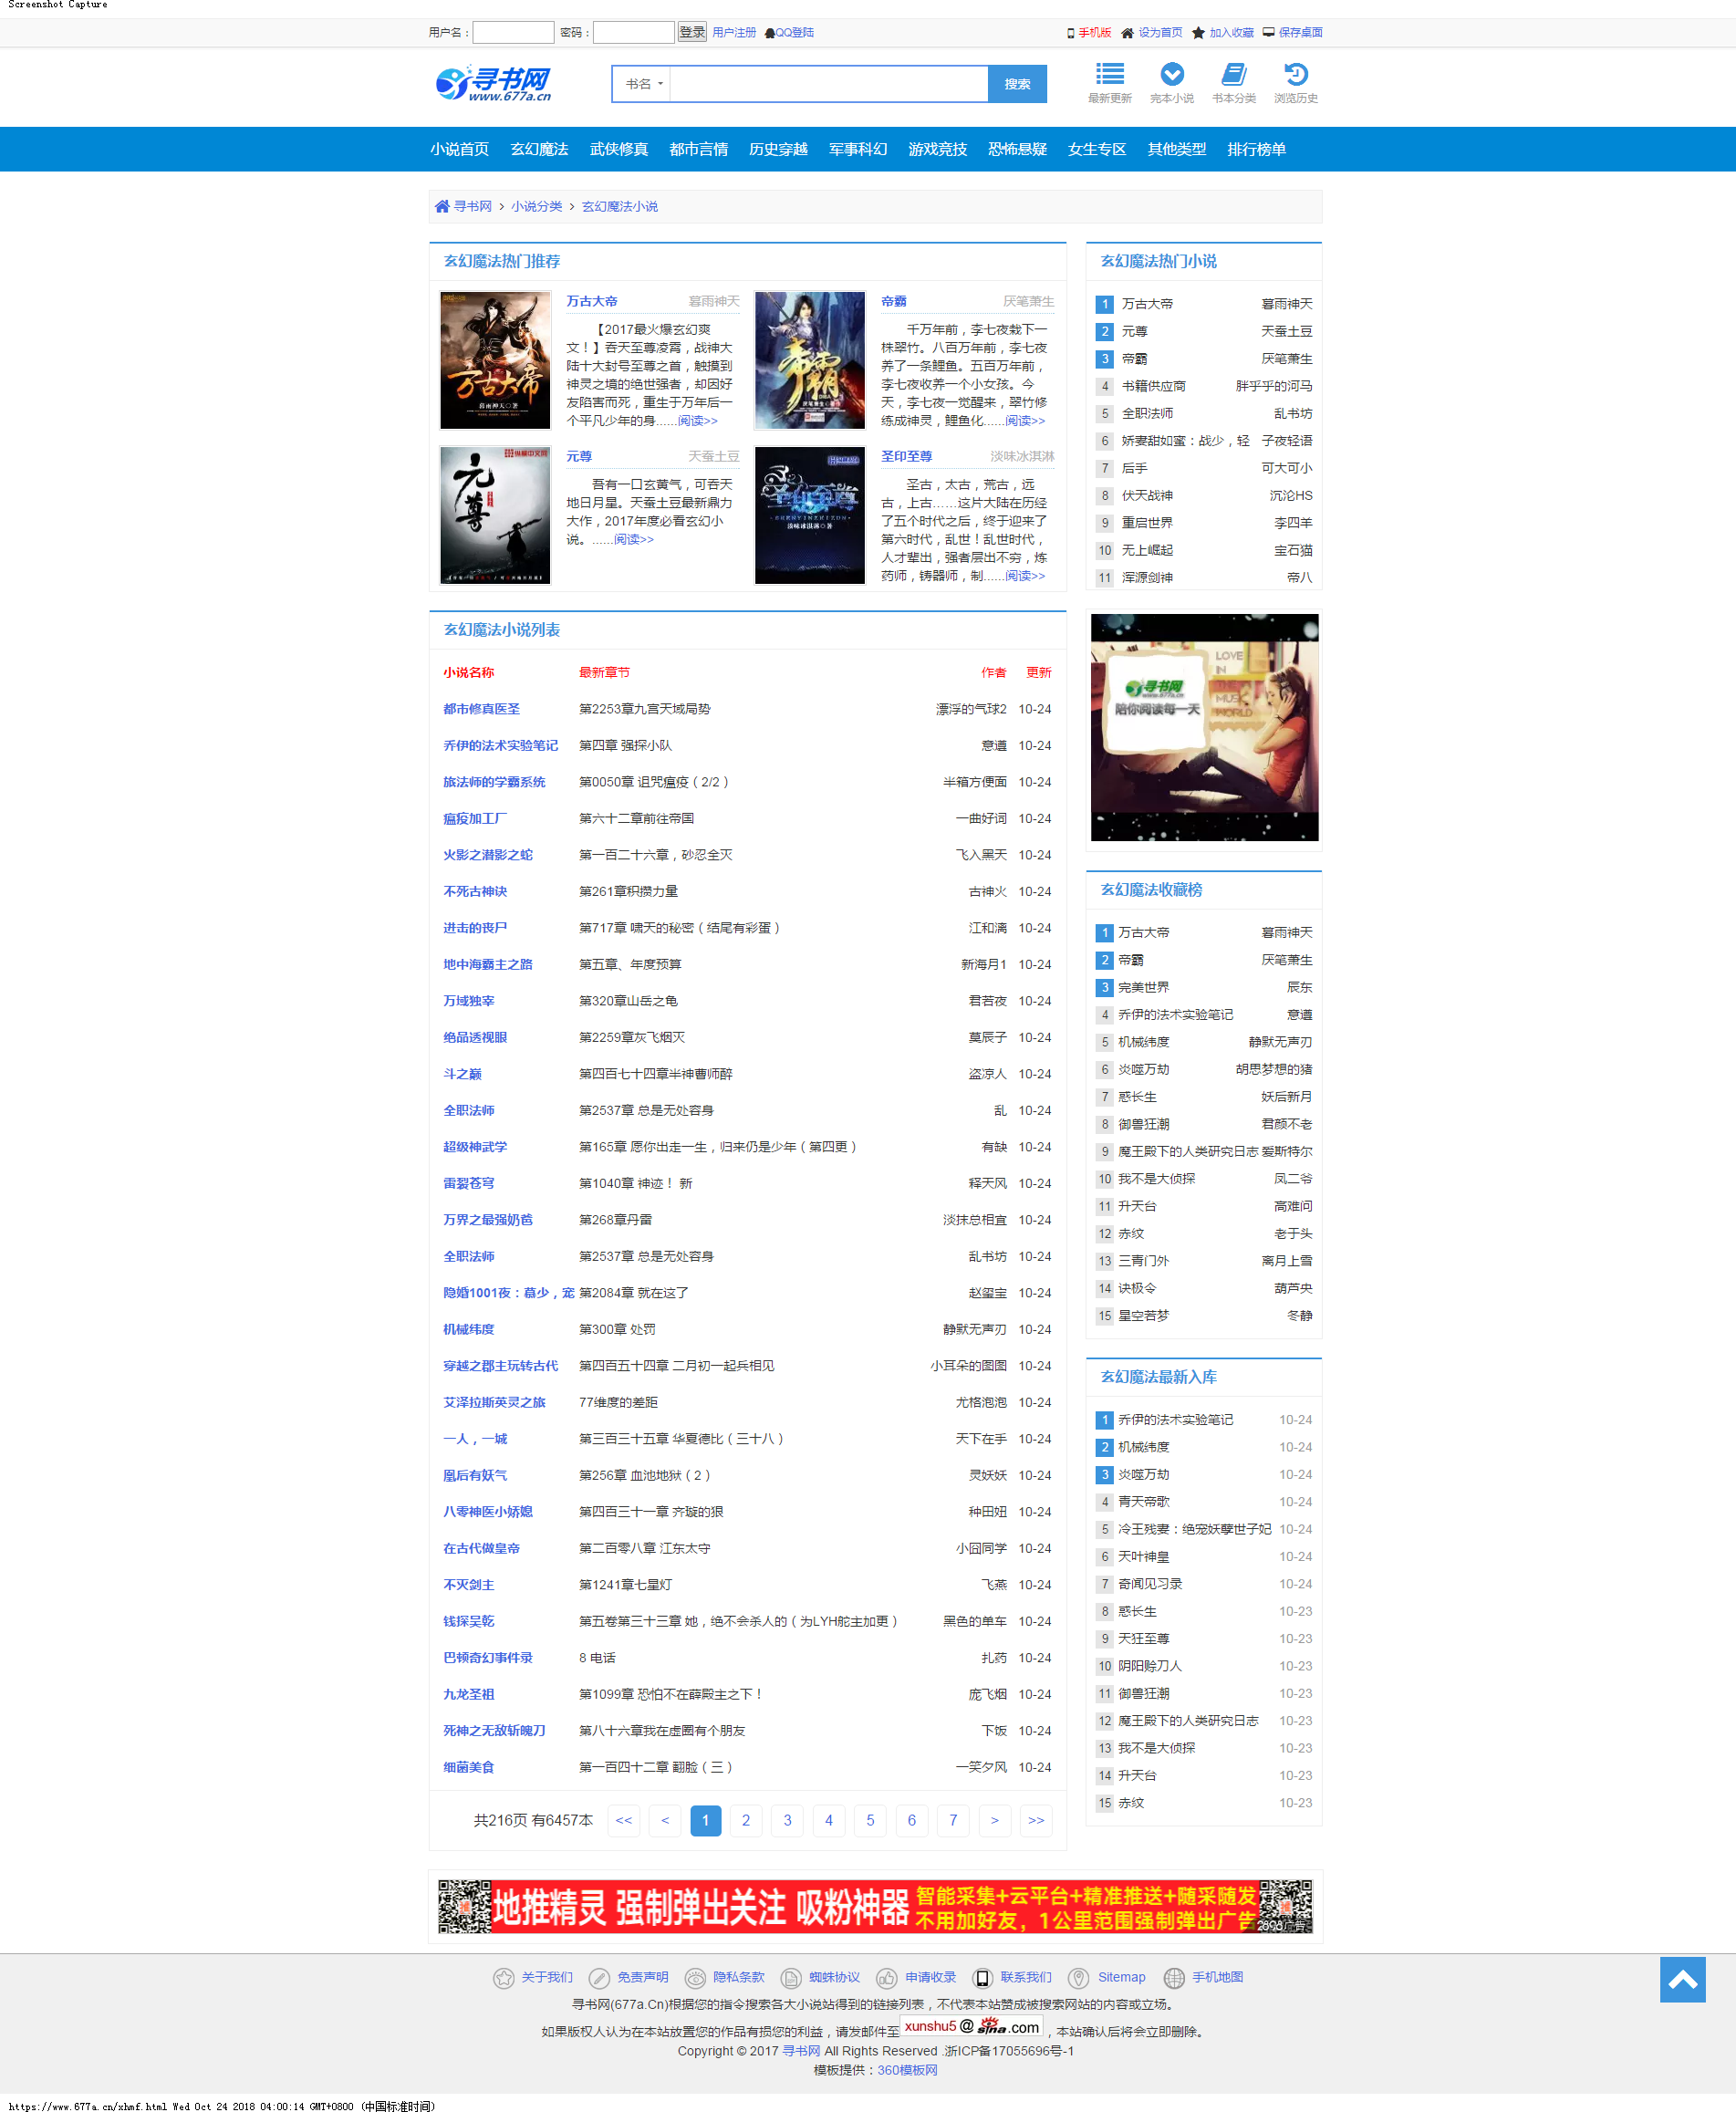 Screenshot Capture
用户名： 密码： 登录 用户注册 QQ登陆 手机版 设为首页 加入收藏 保存桌面
寻书网
www.677a.cn
书名 搜索
最新更新 完本小说 书本分类 浏览历史
小说首页 玄幻魔法 武侠修真 都市言情 历史穿越 军事科幻 游戏竞技 恐怖悬疑 女生专区 其他类型 排行榜单
寻书网 > 小说分类 > 玄幻魔法小说
玄幻魔法热门推荐
万古大帝 暮雨神天
【2017最火爆玄幻爽
文！】吞天至尊凌霄，战神大
陆十大封号至尊之首，触摸到
神灵之境的绝世强者，却因好
友陷害而死，重生于万年后一
个平凡少年的身......阅读>>
帝霸 厌笔萧生
千万年前，李七夜栽下一
株翠竹。八百万年前，李七夜
养了一条鲤鱼。五百万年前，
李七夜收养一个小女孩。今
天，李七夜一觉醒来，翠竹修
练成神灵，鲤鱼化......阅读>>
元尊 天蚕土豆
吾有一口玄黄气，可吞天
地日月星。天蚕土豆最新鼎力
大作，2017年度必看玄幻小
说。......阅读>>
圣印至尊 淡味冰淇淋
圣古，太古，荒古，远
古，上古……这片大陆在历经
了五个时代之后，终于迎来了
第六时代，乱世！乱世时代，
人才辈出，强者层出不穷，炼
药师，铸器师，制......阅读>>
玄幻魔法热门小说
1 万古大帝 暮雨神天
2 元尊 天蚕土豆
3 帝霸 厌笔萧生
4 书籍供应商 胖乎乎的河马
5 全职法师 乱书坊
6 娇妻甜如蜜：战少，轻 子夜轻语
7 后手 可大可小
8 伏天战神 沉沦HS
9 重启世界 李四羊
10 无上崛起 宝石猫
11 浑源剑神 帝八
玄幻魔法小说列表
小说名称 最新章节 作者 更新
都市修真医圣 第2253章九宫天域局势 漂浮的气球2 10-24
乔伊的法术实验笔记 第四章 强探小队 意遵 10-24
旅法师的学霸系统 第0050章 诅咒瘟疫（2/2） 半箱方便面 10-24
瘟疫加工厂 第六十二章前往帝国 一曲好词 10-24
火影之潜影之蛇 第一百二十六章，砂忍全灭 飞入黑天 10-24
不死古神诀 第261章积攒力量 古神火 10-24
进击的丧尸 第717章 啸天的秘密（结尾有彩蛋） 江和漓 10-24
地中海霸主之路 第五章、年度预算 新海月1 10-24
万域独宰 第320章山岳之龟 君若夜 10-24
绝品透视眼 第2259章灰飞烟灭 莫辰子 10-24
斗之巅 第四百七十四章半神曹师醉 盗凉人 10-24
全职法师 第2537章 总是无处容身 乱 10-24
超级神武学 第165章 愿你出走一生，归来仍是少年（第四更） 有缺 10-24
雷裂苍穹 第1040章 神迹！ 新 释天风 10-24
万界之最强奶爸 第268章丹雷 淡抹总相宜 10-24
全职法师 第2537章 总是无处容身 乱书坊 10-24
隐婚1001夜：慕少，宠 第2084章 就在这了 赵玺宝 10-24
机械纬度 第300章 处罚 静默无声刃 10-24
穿越之郡主玩转古代 第四百五十四章 二月初一起兵相见 小耳朵的图图 10-24
艾泽拉斯英灵之旅 77维度的差距 尤格泡泡 10-24
一人，一城 第三百三十五章 华夏德比（三十八） 天下在手 10-24
凰后有妖气 第256章 血池地狱（2） 灵妖妖 10-24
八零神医小娇媳 第四百三十一章 齐璇的狠 种田妞 10-24
在古代做皇帝 第二百零八章 江东太守 小囧同学 10-24
不灭剑主 第1241章七星灯 飞燕 10-24
钱探吴乾 第五卷第三十三章 她，绝不会杀人的（为LYH舵主加更） 黑色的单车 10-24
巴顿奇幻事件录 8 电话 扎药 10-24
九龙圣祖 第1099章 恐怕不在薛殿主之下！ 庞飞烟 10-24
死神之无敌斩魄刀 第八十六章我在虚圈有个朋友 下饭 10-24
细菌美食 第一百四十二章 翻脸（三） 一笑夕风 10-24
共216页 有6457本 << < 1 2 3 4 5 6 7 > >>
LOVE
IN
THE
MUSIC
WORLD
寻书网
www.677a.cn
陪你阅读每一天
玄幻魔法收藏榜
1 万古大帝 暮雨神天
2 帝霸 厌笔萧生
3 完美世界 辰东
4 乔伊的法术实验笔记 意遵
5 机械纬度 静默无声刃
6 炎噬万劫 胡思梦想的猪
7 惑长生 妖后新月
8 御兽狂潮 君颜不老
9 魔王殿下的人类研究日志 爱斯特尔
10 我不是大侦探 凤二爷
11 升天台 高难问
12 赤纹 老于头
13 三青门外 离月上雪
14 诀极令 葫芦央
15 星空若梦 冬静
玄幻魔法最新入库
1 乔伊的法术实验笔记 10-24
2 机械纬度 10-24
3 炎噬万劫 10-24
4 青天帝歌 10-24
5 冷王残妻：绝宠妖孽世子妃 10-24
6 天叶神皇 10-24
7 奇闻见习录 10-24
8 惑长生 10-23
9 天狂至尊 10-23
10 阴阳赊刀人 10-23
11 御兽狂潮 10-23
12 魔王殿下的人类研究日志 10-23
13 我不是大侦探 10-23
14 升天台 10-23
15 赤纹 10-23
地推精灵 强制弹出关注 吸粉神器
智能采集+云平台+精准推送+随采随发
不用加好友，1公里范围强制弹出广告
2898广告
关于我们 免责声明 隐私条款 蜘蛛协议 申请收录 联系我们 Sitemap 手机地图
寻书网(677a.Cn)根据您的指令搜索各大小说站得到的链接列表，不代表本站赞成被搜索网站的内容或立场。
如果版权人认为在本站放置您的作品有损您的利益，请发邮件至xunshu5@sina.com，本站确认后将会立即删除。
Copyright © 2017 寻书网 All Rights Reserved .浙ICP备17055696号-1
模板提供：360模板网
https://www.677a.cn/xhmf.html Wed Oct 24 2018 04:00:14 GMT+0800 (中国标准时间)